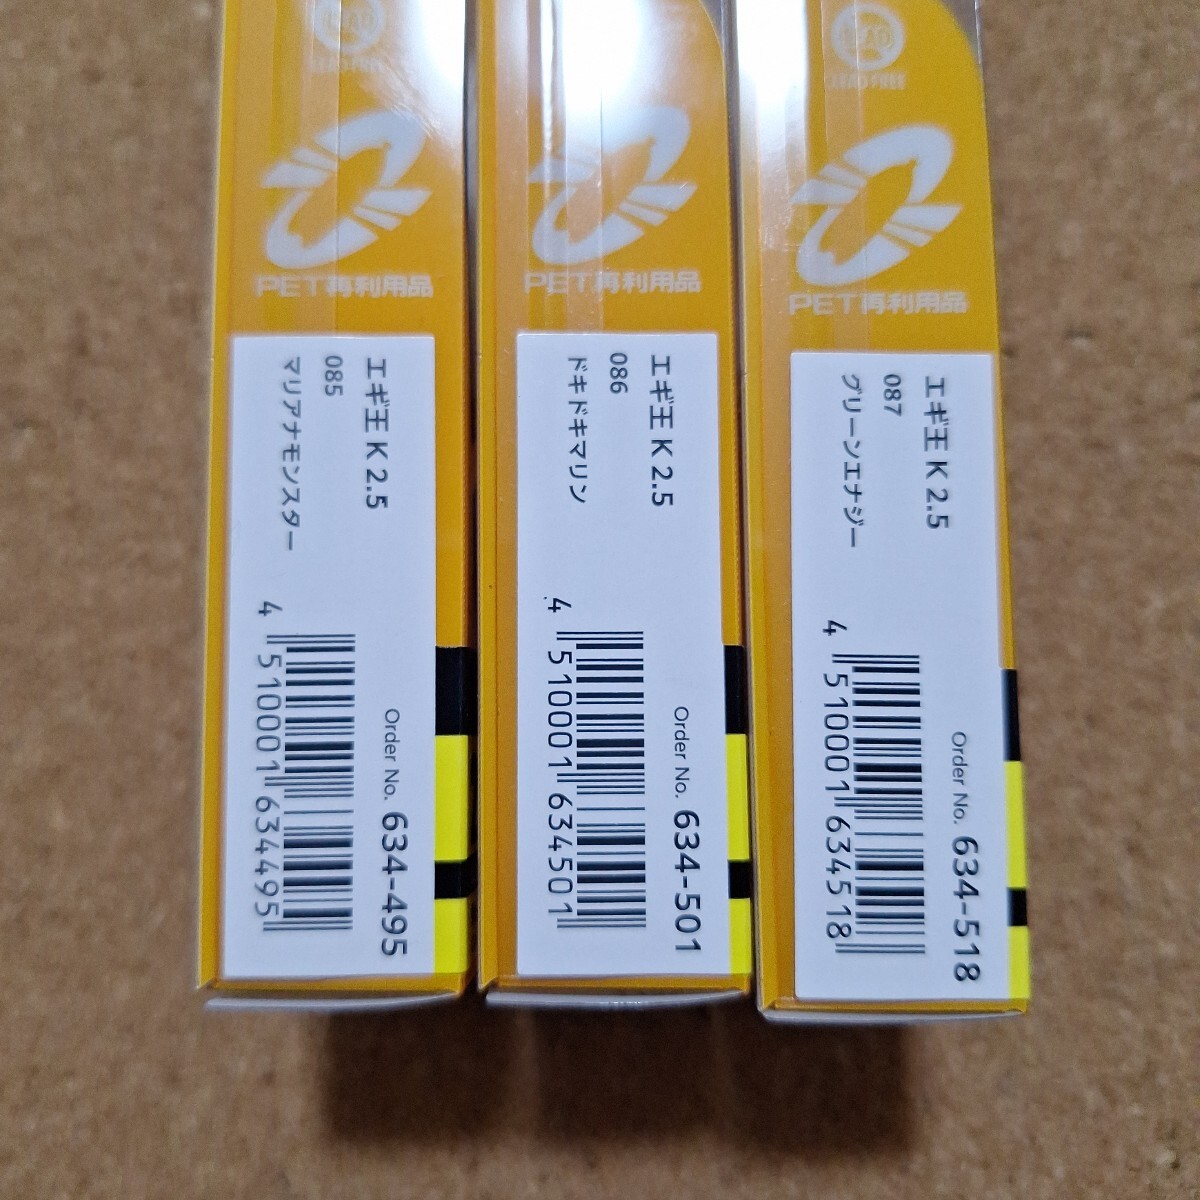 LEAD
LEAD FREE
PET再利用品
エギ王 K 2.5
085
マリアナモンスター
4 510001 634495
Order No. 634-495
PET再利用品
エギ王 K 2.5
086
ドキドキマリン
4 510001 634501
Order No. 634-501
LEAD
LEAD FREE
PET再利用品
エギ王 K 2.5
087
グリーンエナジー
4 510001 634518
Order No. 634-518